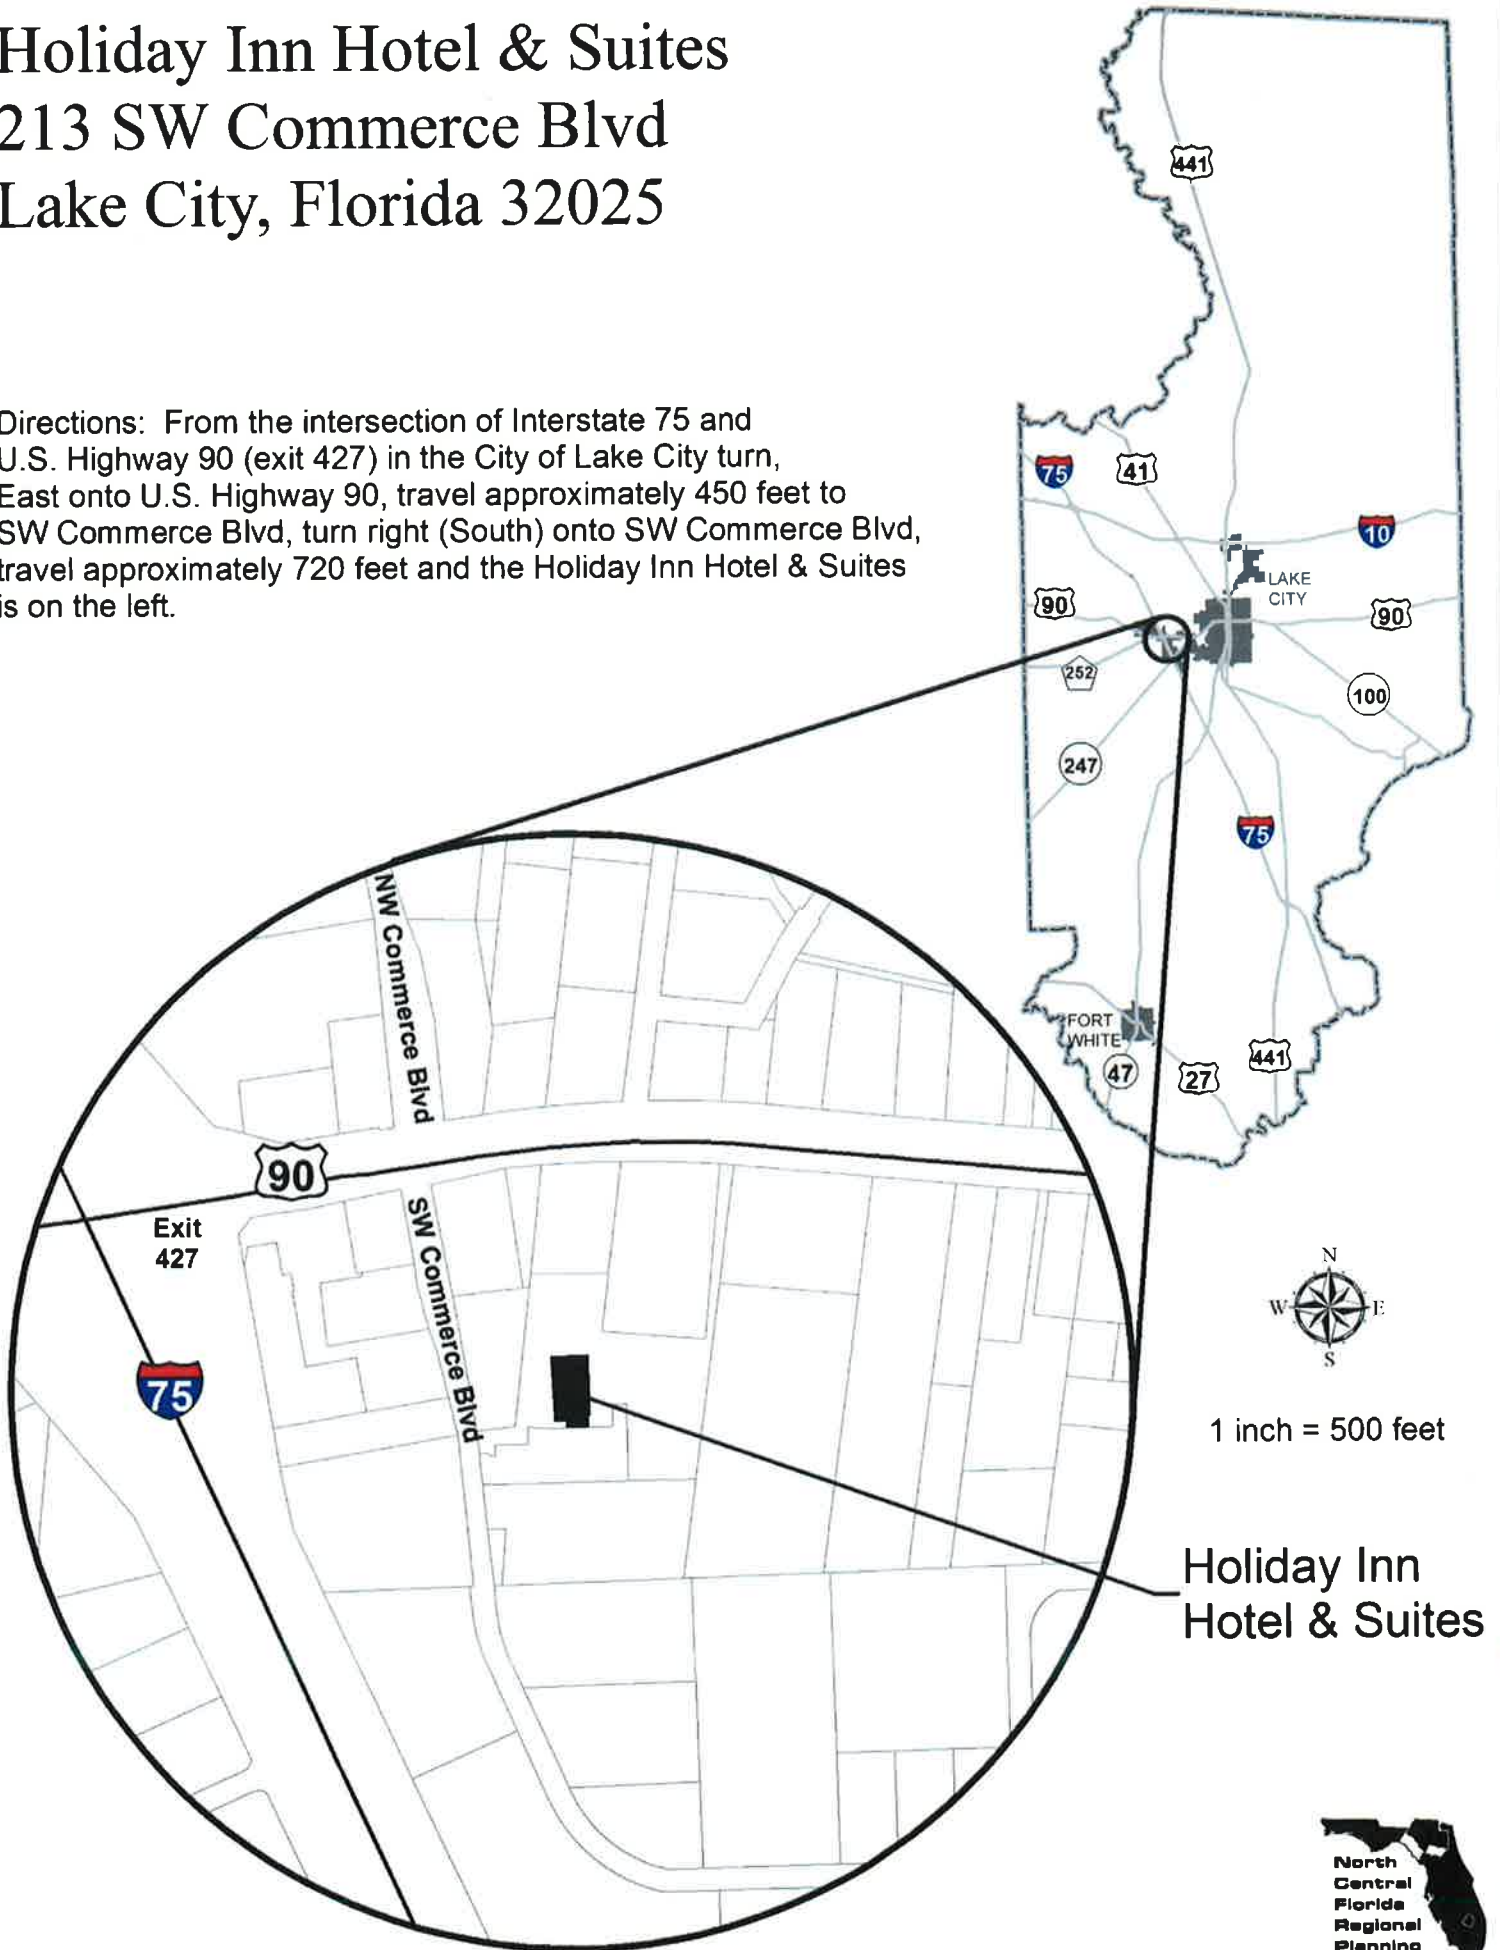 Holiday Inn Hotel & Suites
213 SW Commerce Blvd
Lake City, Florida 32025
Directions: From the intersection of Interstate 75 and
U.S. Highway 90 (exit 427) in the City of Lake City turn,
East onto U.S. Highway 90, travel approximately 450 feet to
SW Commerce Blvd, turn right (South) onto SW Commerce Blvd,
travel approximately 720 feet and the Holiday Inn Hotel & Suites
is on the left.
441
75
41
10
LAKE
CITY
90
90
252
100
247
75
FORT
WHITE
47
27
441
NW Commerce Blvd
90
Exit
427
SW Commerce Blvd
75
N
W
E
S
1 inch = 500 feet
Holiday Inn
Hotel & Suites
North
Central
Florida
Regional
Planning